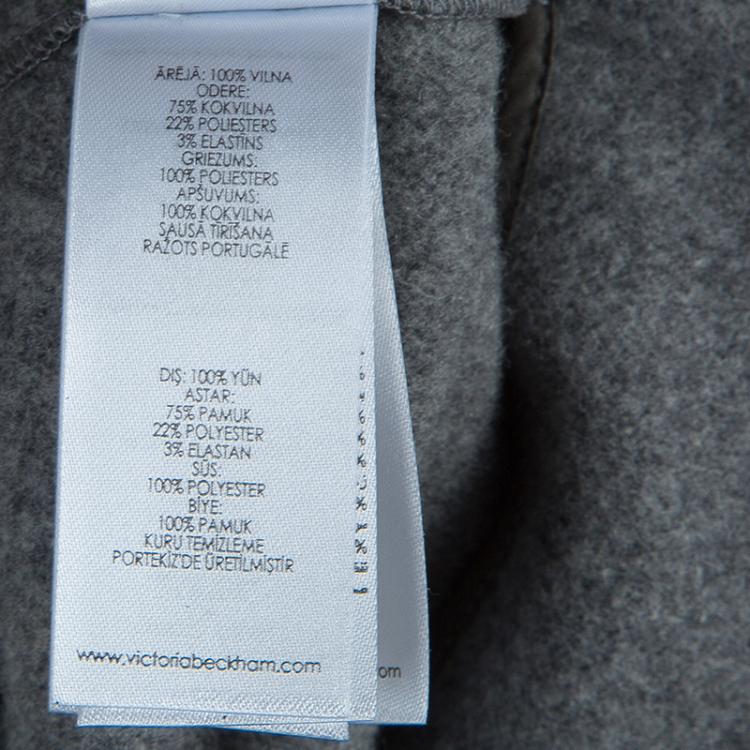 ĀRĒJĀ: 100% VILNA
ODERE:
75% KOKVILNA
22% POLIESTERS
3% ELASTĪNS
GRIEZUMS:
100% POLIESTERS
APŠUVUMS:
100% KOKVILNA
SAUSĀ TĪRĪŠANA
RAŽOTS PORTUGĀLĒ
DIŞ: 100% YÜN
ASTAR:
75% PAMUK
22% POLYESTER
3% ELASTAN
SÜS:
100% POLYESTER
BİYE:
100% PAMUK
KURU TEMİZLEME
PORTEKİZ'DE ÜRETİLMİŞTİR
www.victoriabeckham.com
om